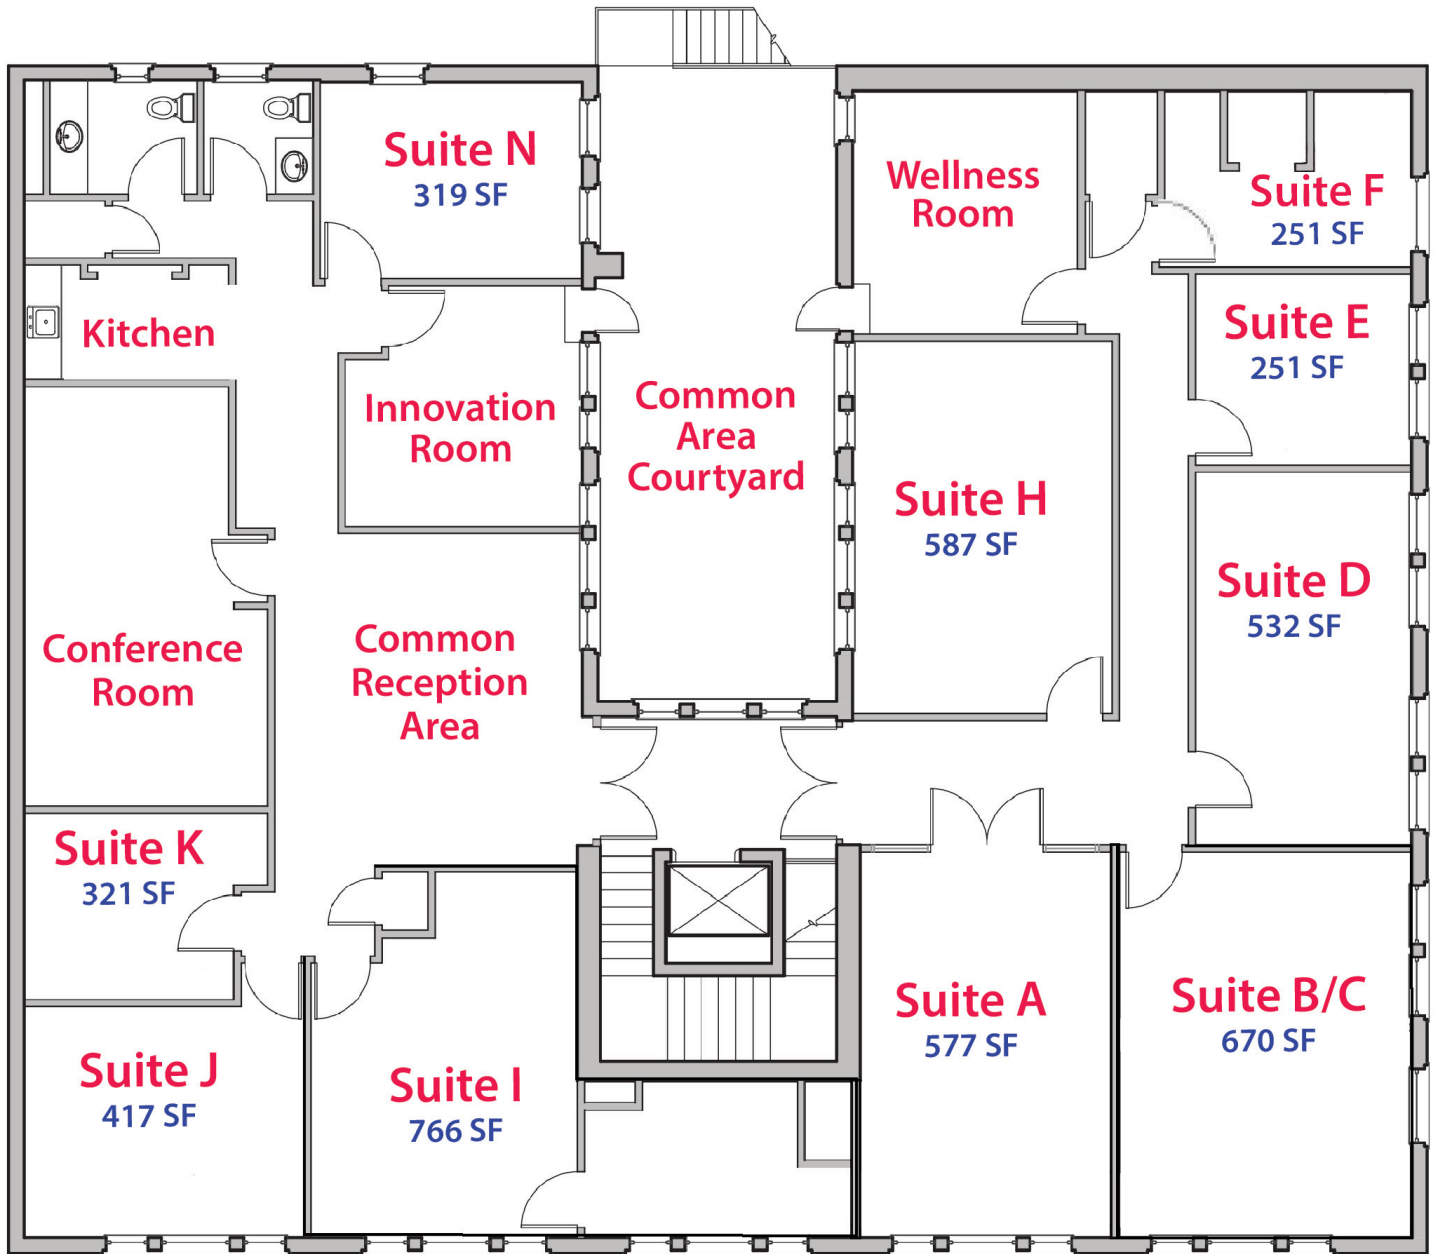 Suite N
319 SF
Wellness
Room
Suite F
251 SF
Kitchen
Suite E
251 SF
Innovation
Room
Common
Area
Courtyard
Suite H
587 SF
Suite D
532 SF
Conference
Room
Common
Reception
Area
Suite K
321 SF
Suite J
417 SF
Suite I
766 SF
Suite A
577 SF
Suite B/C
670 SF